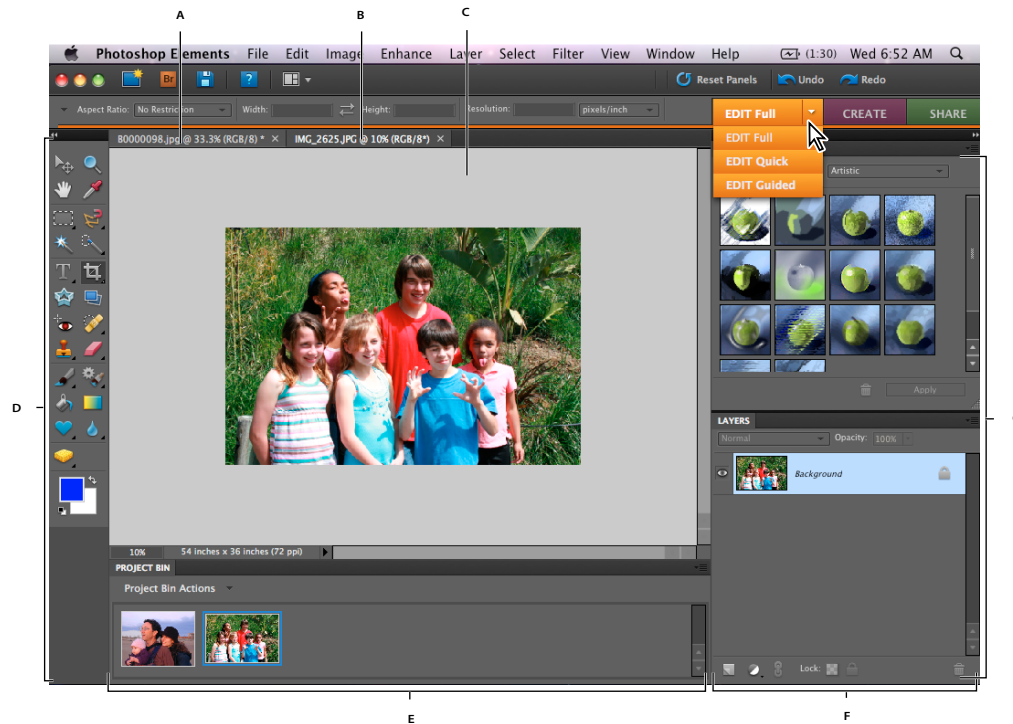 A
B
C
Photoshop Elements File Edit Image Enhance Layer Select Filter View Window Help (1:30) Wed 6:52 AM
Br
?
Reset Panels
Undo
Redo
Aspect Ratio: No Restriction
Width:
Height:
Resolution:
pixels/inch
EDIT Full
CREATE
SHARE
80000098.jpg @ 33.3% (RGB/8) * ×
IMG_2625.JPG @ 10% (RGB/8*) ×
EDIT Full
EDIT Quick
EDIT Guided
Artistic
T
Apply
D
LAYERS
Normal
Opacity: 100%
Background
10%
54 inches x 36 inches (72 ppi)
PROJECT BIN
Project Bin Actions
Lock:
E
F